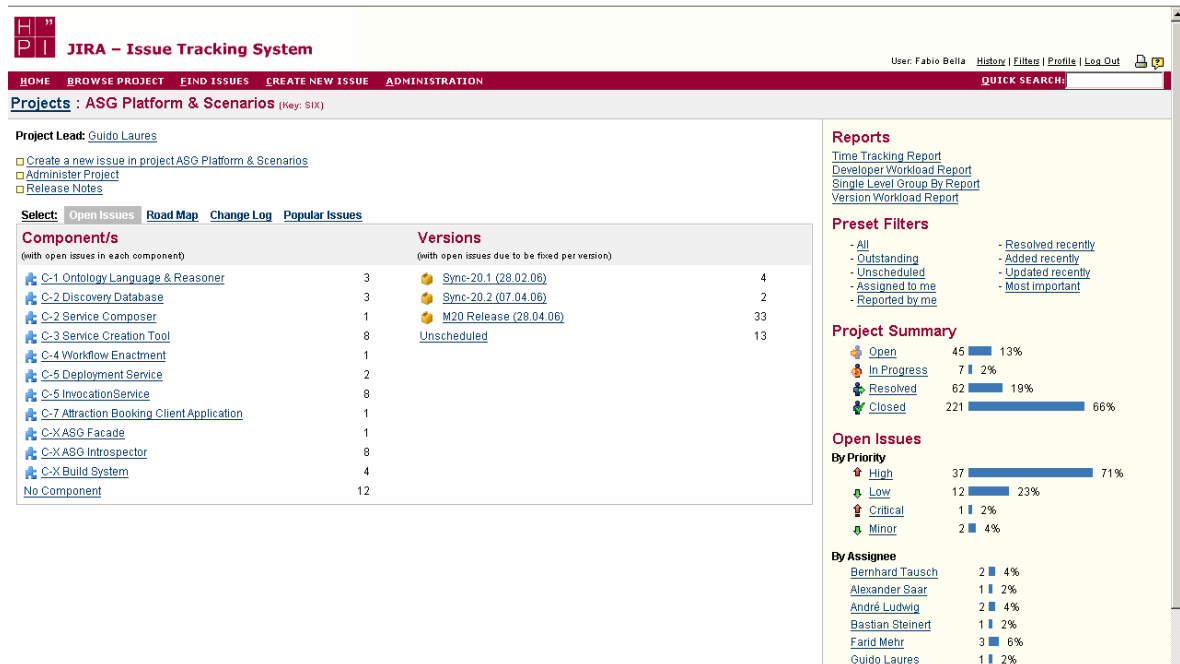 H "
P I
JIRA – Issue Tracking System
User: Fabio Bella History | Filters | Profile | Log Out
HOME BROWSE PROJECT FIND ISSUES CREATE NEW ISSUE ADMINISTRATION QUICK SEARCH:
Projects : ASG Platform & Scenarios (Key: SIX)
Project Lead: Guido Laures
Create a new issue in project ASG Platform & Scenarios
Administer Project
Release Notes
Select: Open Issues Road Map Change Log Popular Issues
Component/s
(with open issues in each component)
C-1 Ontology Language & Reasoner 3
C-2 Discovery Database 3
C-2 Service Composer 1
C-3 Service Creation Tool 8
C-4 Workflow Enactment 1
C-5 Deployment Service 2
C-5 InvocationService 8
C-7 Attraction Booking Client Application 1
C-X ASG Facade 1
C-X ASG Introspector 8
C-X Build System 4
No Component 12
Versions
(with open issues due to be fixed per version)
Sync-20.1 (28.02.06) 4
Sync-20.2 (07.04.06) 2
M20 Release (28.04.06) 33
Unscheduled 13
Reports
Time Tracking Report
Developer Workload Report
Single Level Group By Report
Version Workload Report
Preset Filters
- All
- Outstanding
- Unscheduled
- Assigned to me
- Reported by me
- Resolved recently
- Added recently
- Updated recently
- Most important
Project Summary
Open 45 13%
In Progress 7 2%
Resolved 62 19%
Closed 221 66%
Open Issues
By Priority
High 37 71%
Low 12 23%
Critical 1 2%
Minor 2 4%
By Assignee
Bernhard Tausch 2 4%
Alexander Saar 1 2%
André Ludwig 2 4%
Bastian Steinert 1 2%
Farid Mehr 3 6%
Guido Laures 1 2%